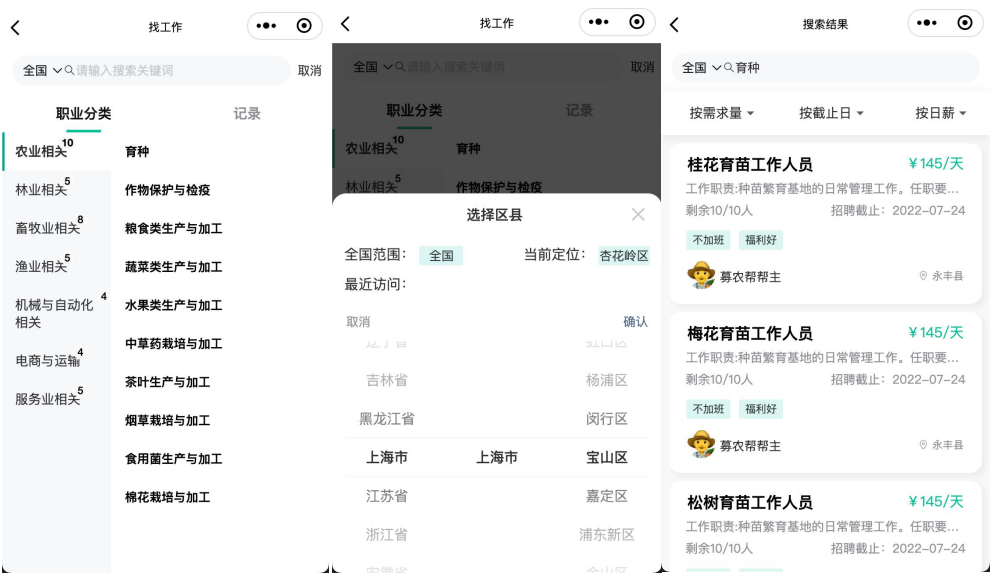 找工作
全国
请输入搜索关键词
取消
职业分类
记录
农业相关10
林业相关5
畜牧业相关8
渔业相关5
机械与自动化相关4
电商与运输4
服务业相关5
育种
作物保护与检疫
粮食类生产与加工
蔬菜类生产与加工
水果类生产与加工
中草药栽培与加工
茶叶生产与加工
烟草栽培与加工
食用菌生产与加工
棉花栽培与加工
找工作
全国
请输入搜索关键词
取消
职业分类
记录
农业相关10
育种
林业相关5
作物保护与检疫
选择区县
全国范围: 全国
当前定位: 杏花岭区
最近访问:
取消
确认
辽宁省
虹口区
吉林省
杨浦区
黑龙江省
闵行区
上海市 上海市 宝山区
江苏省
嘉定区
浙江省
浦东新区
安徽省
金山区
搜索结果
全国
育种
按需求量
按截止日
按日薪
桂花育苗工作人员
¥145/天
工作职责:种苗繁育基地的日常管理工作。任职要...
剩余10/10人
招聘截止: 2022-07-24
不加班
福利好
募农帮帮主
永丰县
梅花育苗工作人员
¥145/天
工作职责:种苗繁育基地的日常管理工作。任职要...
剩余10/10人
招聘截止: 2022-07-24
不加班
福利好
募农帮帮主
永丰县
松树育苗工作人员
¥145/天
工作职责:种苗繁育基地的日常管理工作。任职要...
剩余10/10人
招聘截止: 2022-07-24